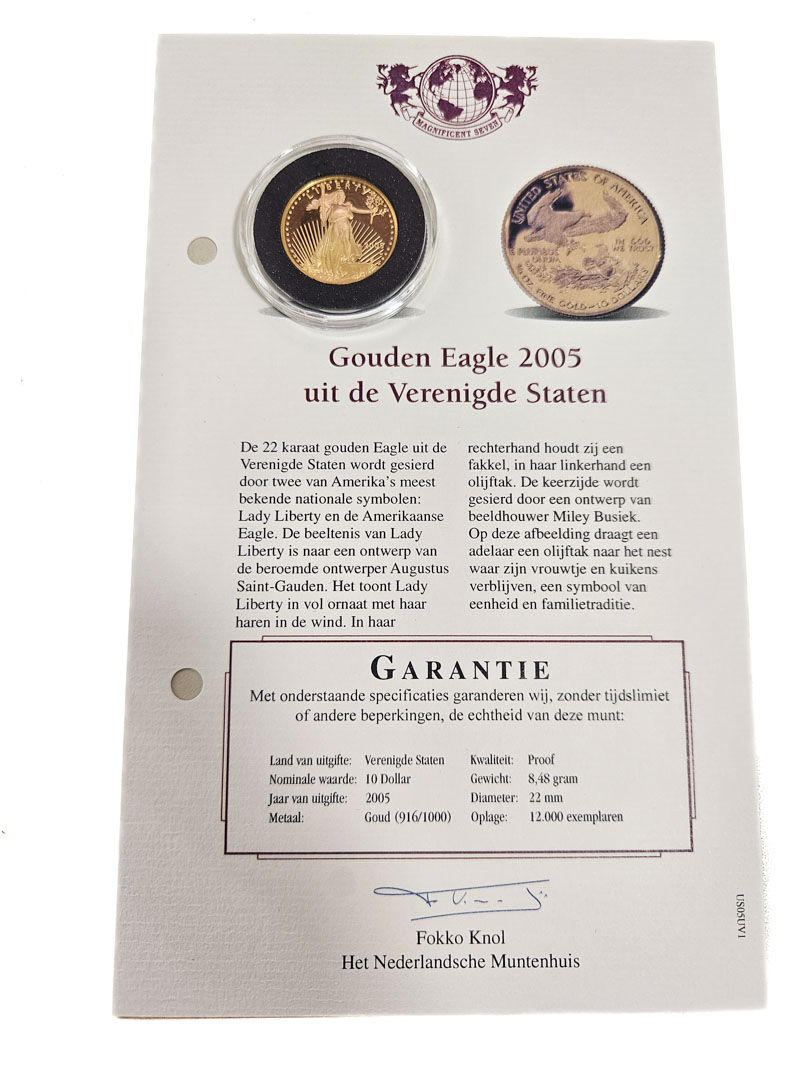 MAGNIFICENT SEVEN
LIBERTY
2005
UNITED STATES OF AMERICA
PLURIBUS
UNUM
IN GOD
WE TRUST
OZ. FINE GOLD~10 DOLLARS
Gouden Eagle 2005
uit de Verenigde Staten
De 22 karaat gouden Eagle uit de
Verenigde Staten wordt gesierd
door twee van Amerika's meest
bekende nationale symbolen:
Lady Liberty en de Amerikaanse
Eagle. De beeltenis van Lady
Liberty is naar een ontwerp van
de beroemde ontwerper Augustus
Saint-Gauden. Het toont Lady
Liberty in vol ornaat met haar
haren in de wind. In haar
rechterhand houdt zij een
fakkel, in haar linkerhand een
olijftak. De keerzijde wordt
gesierd door een ontwerp van
beeldhouwer Miley Busiek.
Op deze afbeelding draagt een
adelaar een olijftak naar het nest
waar zijn vrouwtje en kuikens
verblijven, een symbool van
eenheid en familietraditie.
GARANTIE
Met onderstaande specificaties garanderen wij, zonder tijdslimiet
of andere beperkingen, de echtheid van deze munt:
Land van uitgifte: Verenigde Staten
Nominale waarde: 10 Dollar
Jaar van uitgifte: 2005
Metaal: Goud (916/1000)
Kwaliteit: Proof
Gewicht: 8,48 gram
Diameter: 22 mm
Oplage: 12.000 exemplaren
Fokko Knol
Het Nederlandsche Muntenhuis
US05UV1